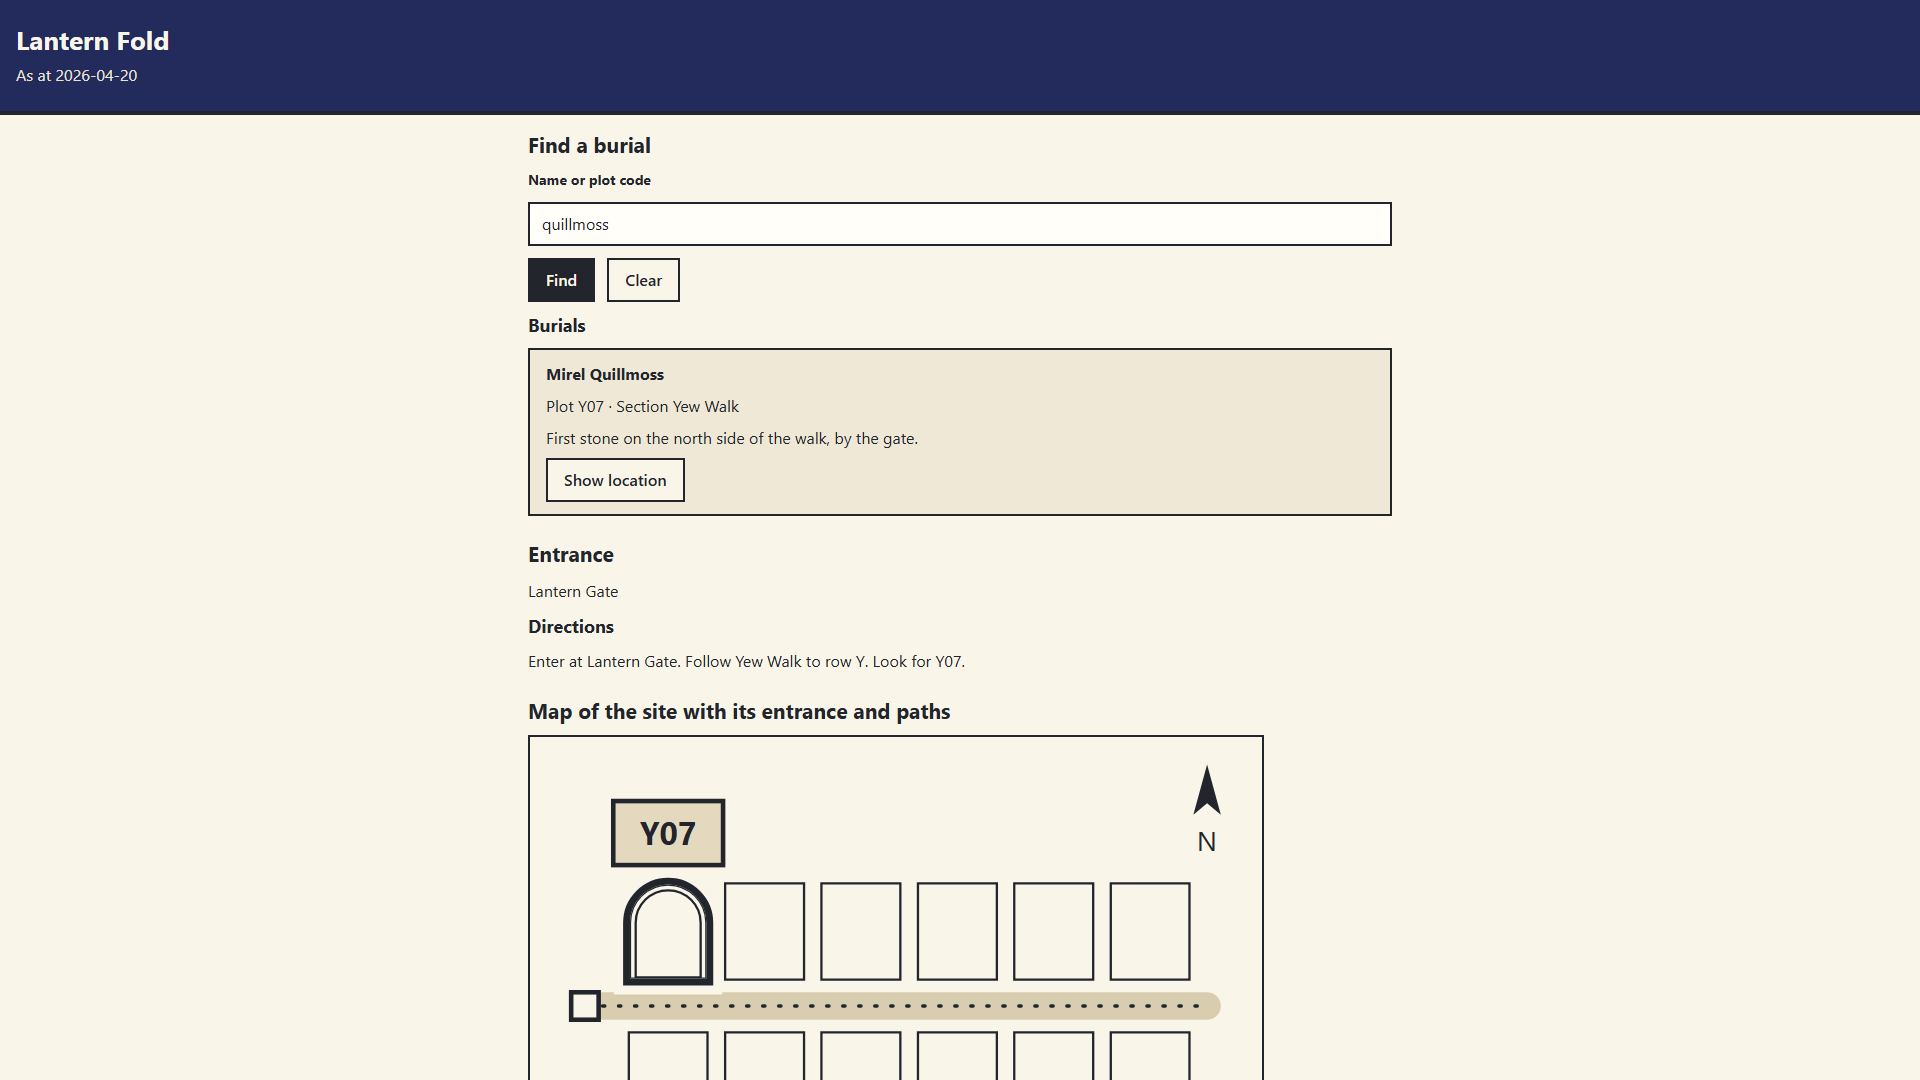 Lantern Fold
As at 2026-04-20
Find a burial
Name or plot code
quillmoss
Find
Clear
Burials
Mirel Quillmoss
Plot Y07 · Section Yew Walk
First stone on the north side of the walk, by the gate.
Show location
Entrance
Lantern Gate
Directions
Enter at Lantern Gate. Follow Yew Walk to row Y. Look for Y07.
Map of the site with its entrance and paths
Y07
N